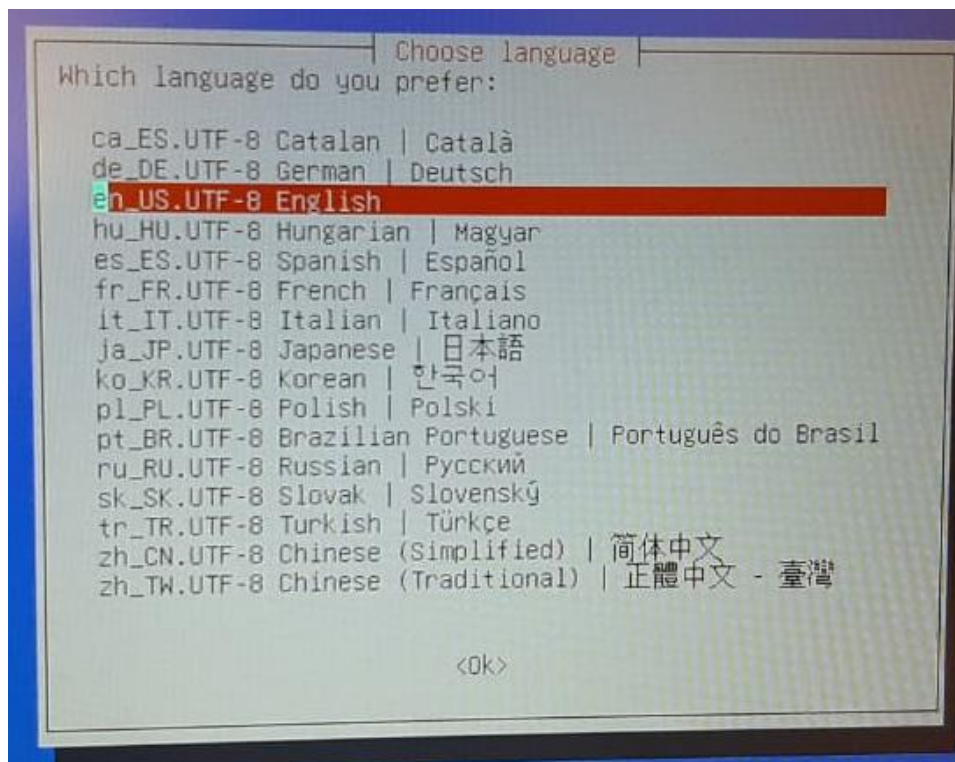 Choose language
Which language do you prefer:
ca_ES.UTF-8 Catalan | Català
de_DE.UTF-8 German | Deutsch
en_US.UTF-8 English
hu_HU.UTF-8 Hungarian | Magyar
es_ES.UTF-8 Spanish | Español
fr_FR.UTF-8 French | Français
it_IT.UTF-8 Italian | Italiano
ja_JP.UTF-8 Japanese | 日本語
ko_KR.UTF-8 Korean | 한국어
pl_PL.UTF-8 Polish | Polski
pt_BR.UTF-8 Brazilian Portuguese | Português do Brasil
ru_RU.UTF-8 Russian | Русский
sk_SK.UTF-8 Slovak | Slovenský
tr_TR.UTF-8 Turkish | Türkçe
zh_CN.UTF-8 Chinese (Simplified) | 简体中文
zh_TW.UTF-8 Chinese (Traditional) | 正體中文 - 臺灣
<Ok>